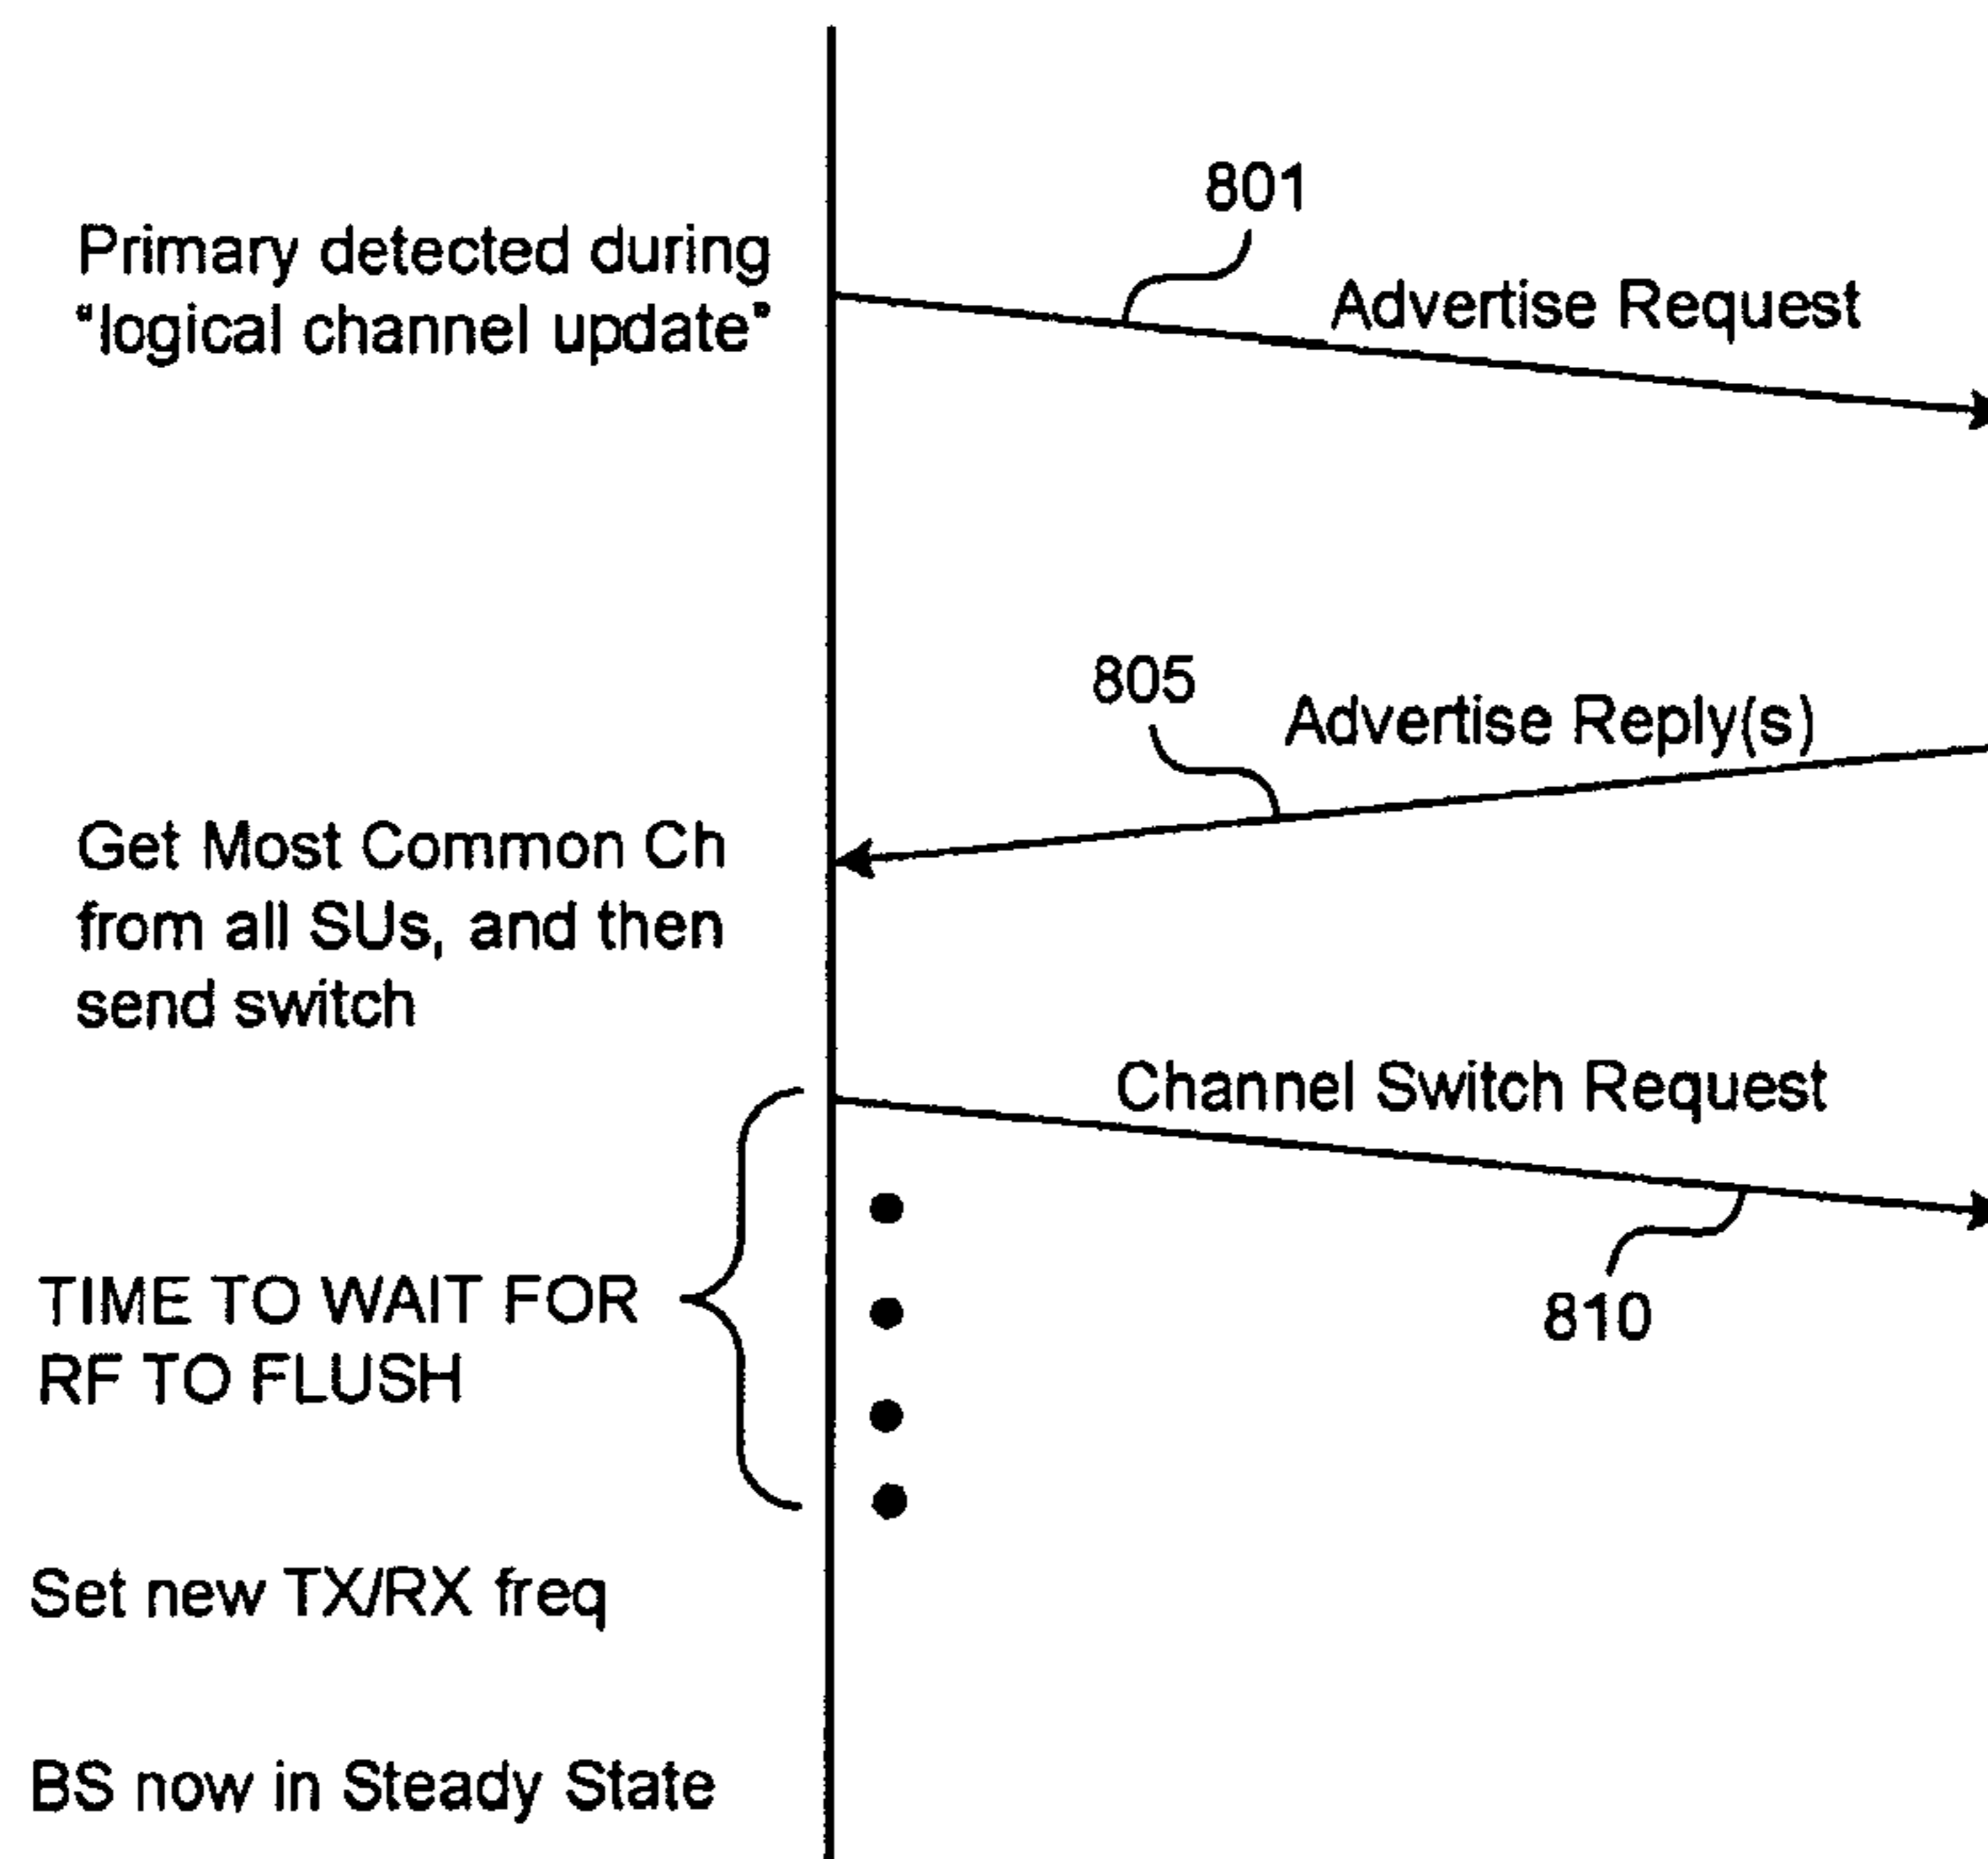 801
Primary detected during
"logical channel update"
Advertise Request
805
Advertise Reply(s)
Get Most Common Ch
from all SUs, and then
send switch
Channel Switch Request
810
TIME TO WAIT FOR
RF TO FLUSH
Set new TX/RX freq
BS now in Steady State